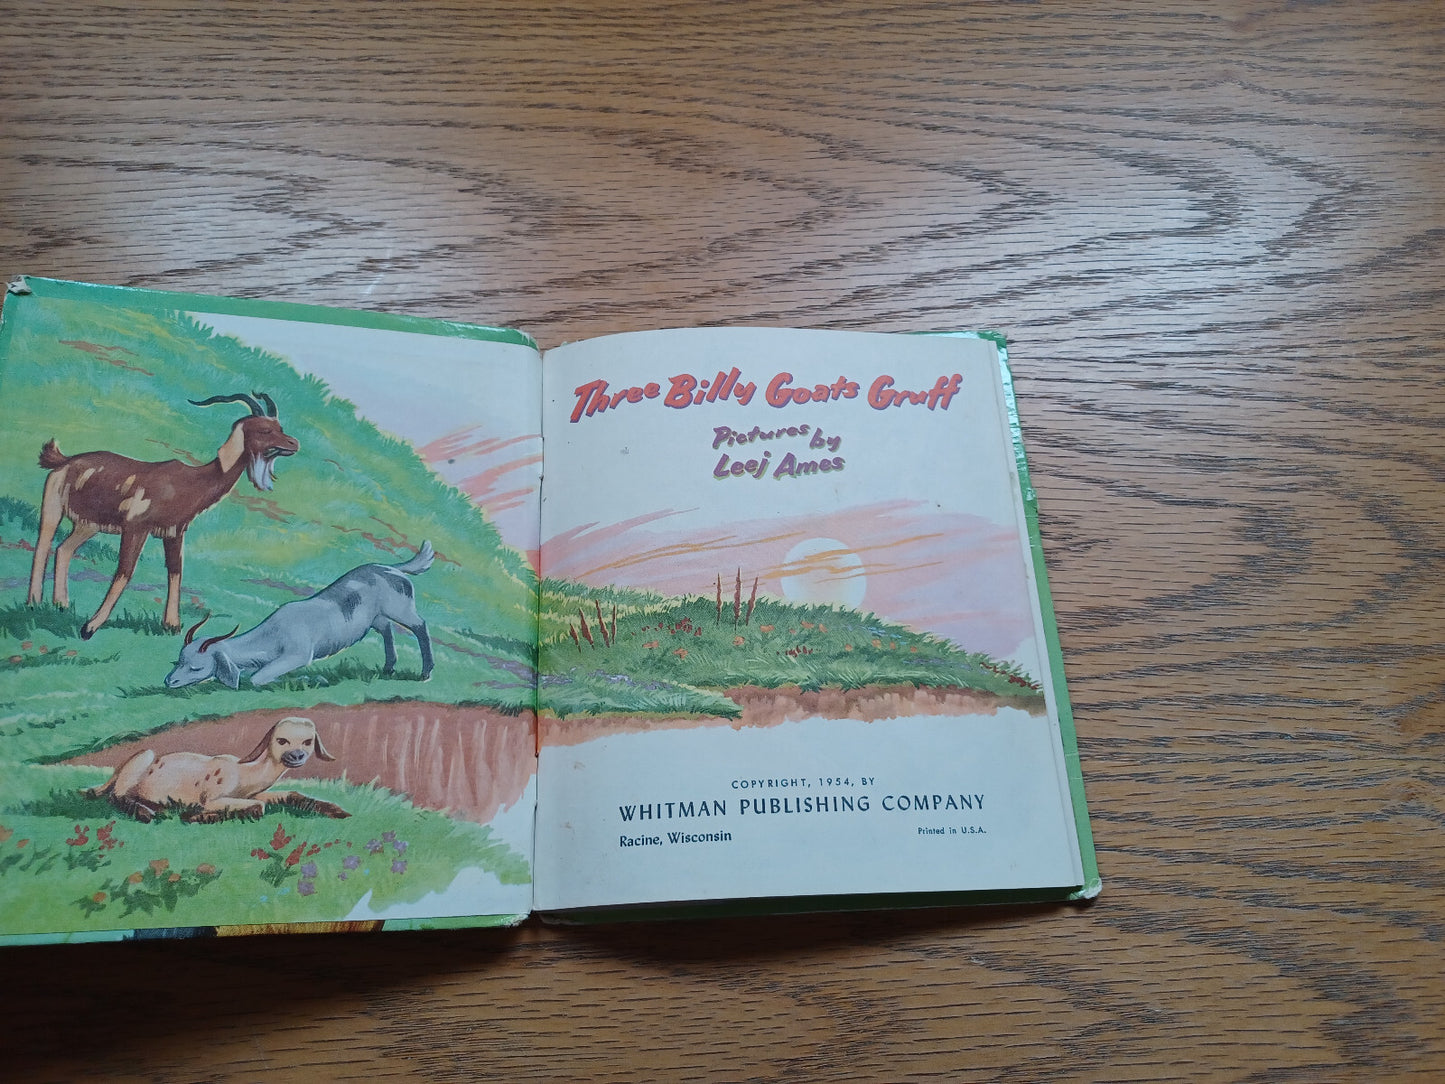 Three Billy Goats Gruff
Pictures by
Leej Ames
COPYRIGHT, 1954, BY
WHITMAN PUBLISHING COMPANY
Racine, Wisconsin
Printed in U.S.A.